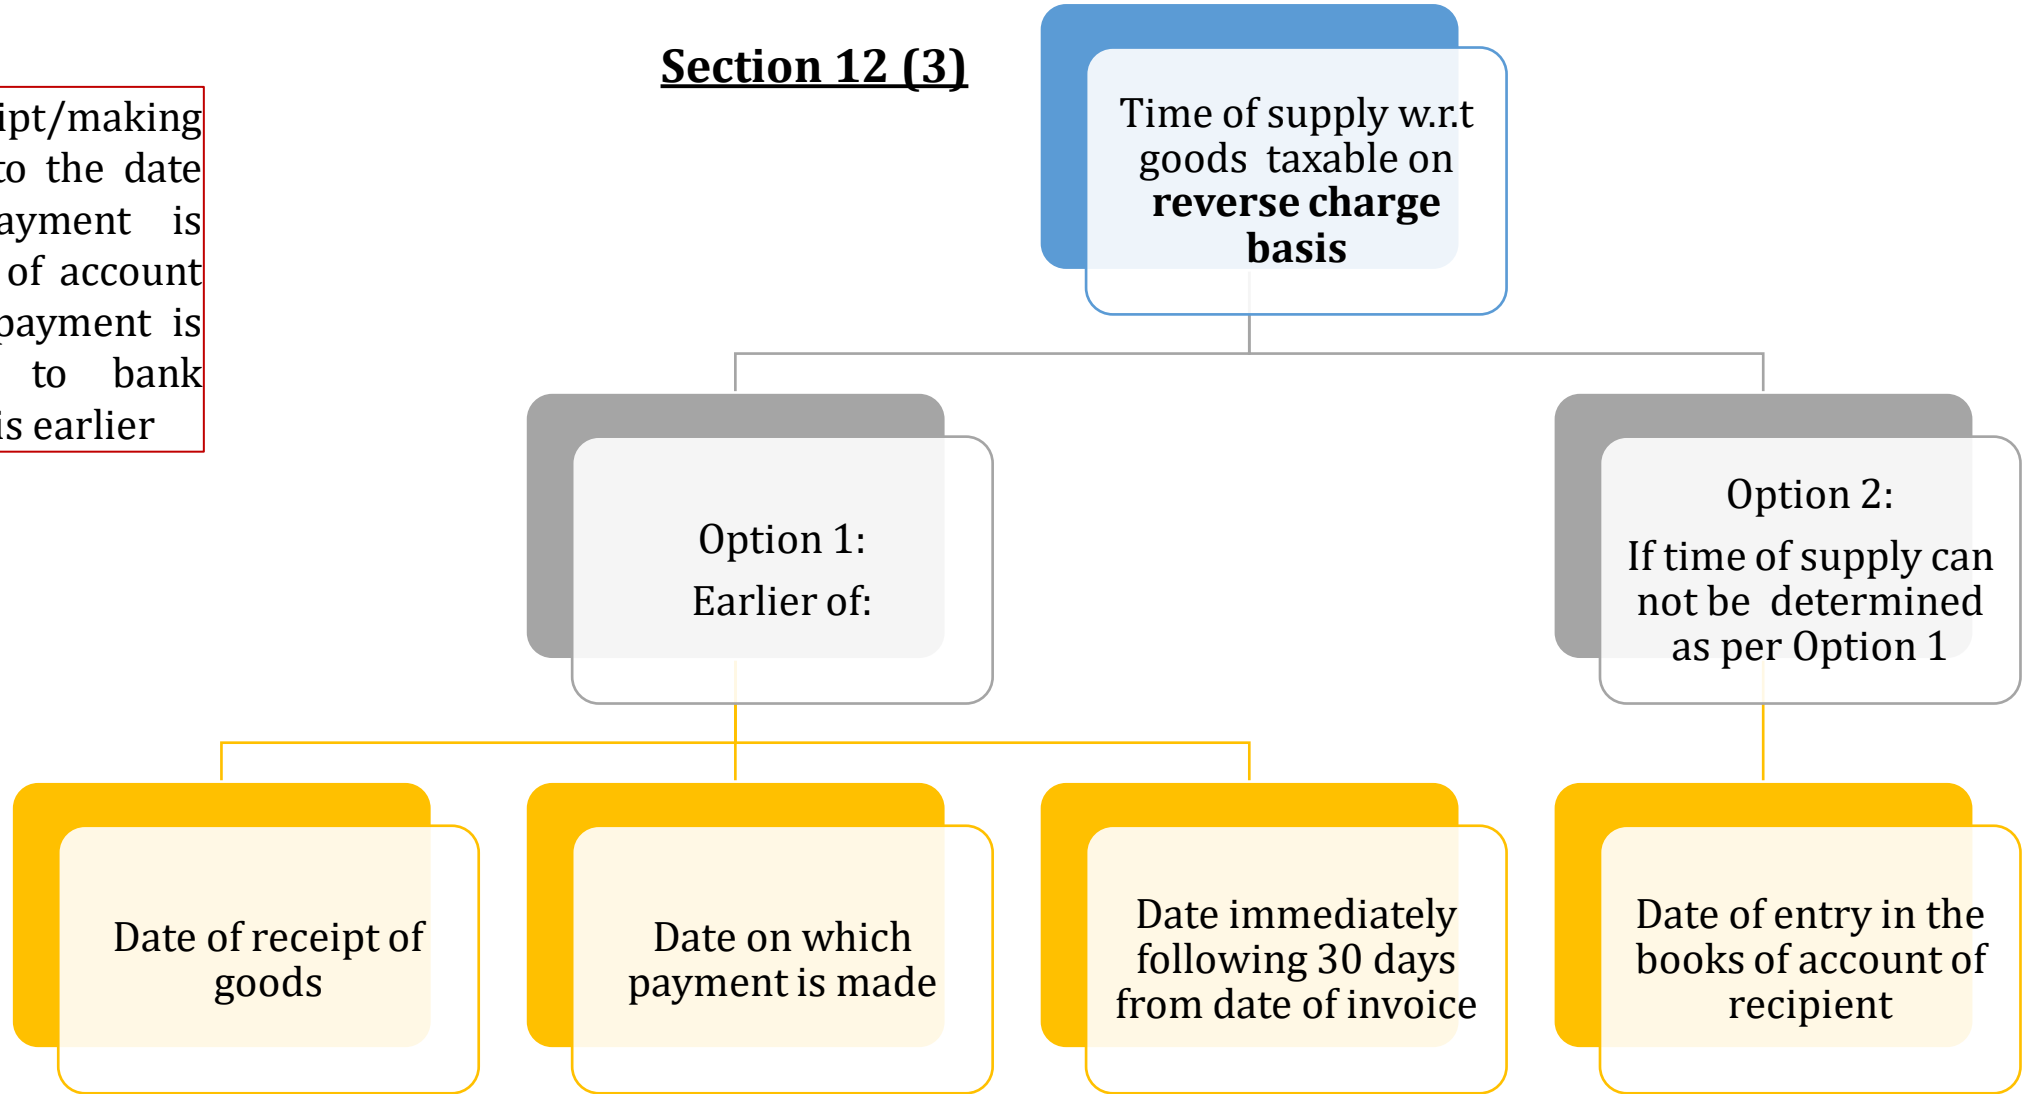 Section 12 (3)
ipt/making
to the date
ayment is
of account
payment is
to bank
is earlier
Time of supply w.r.t
goods taxable on
reverse charge
basis
Option 1:
Earlier of:
Option 2:
If time of supply can
not be determined
as per Option 1
Date of receipt of
goods
Date on which
payment is made
Date immediately
following 30 days
from date of invoice
Date of entry in the
books of account of
recipient